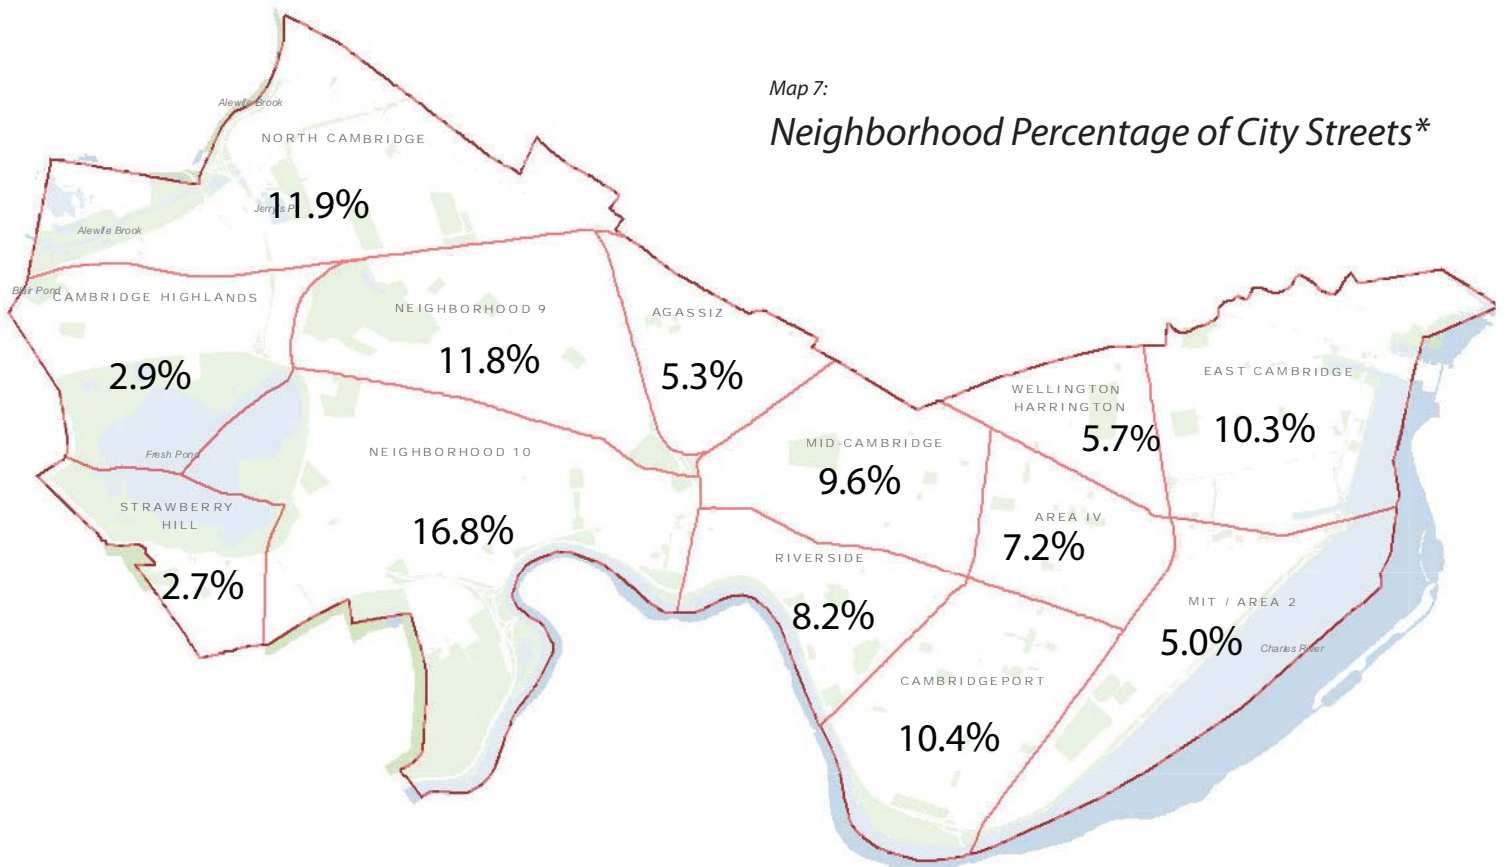 Map 7:
Neighborhood Percentage of City Streets*
Alewife Brook
NORTH CAMBRIDGE
11.9%
Alewife Brook
Blair Pond
CAMBRIDGE HIGHLANDS
2.9%
NEIGHBORHOOD 9
11.8%
AGASSIZ
5.3%
WELLINGTON
HARRINGTON
5.7%
EAST CAMBRIDGE
10.3%
MID-CAMBRIDGE
9.6%
Fresh Pond
NEIGHBORHOOD 10
16.8%
STRAWBERRY
HILL
2.7%
AREA IV
7.2%
RIVERSIDE
8.2%
MIT / AREA 2
5.0%
Charles River
CAMBRIDGEPORT
10.4%